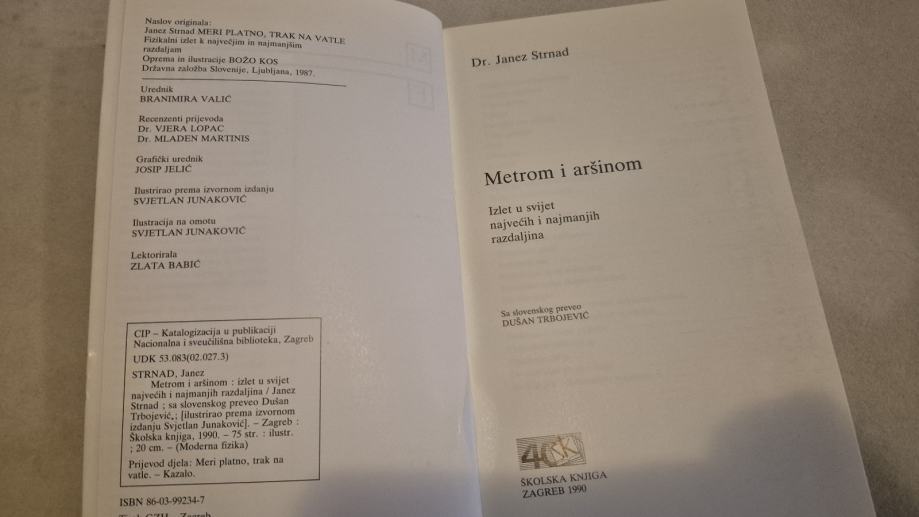 Naslov originala:
Janez Strnad MERI PLATNO, TRAK NA VATLE
Fizikalni izlet k največjim in najmanjšim
razdaljam
Oprema in ilustracije BOŽO KOS
Državna založba Slovenije, Ljubljana, 1987.
Urednik
BRANIMIRA VALIĆ
Recenzenti prijevoda
Dr. VJERA LOPAC
Dr. MLADEN MARTINIS
Grafički urednik
JOSIP JELIĆ
Ilustrirao prema izvornom izdanju
SVJETLAN JUNAKOVIĆ
Ilustracija na omotu
SVJETLAN JUNAKOVIĆ
Lektorirala
ZLATA BABIĆ
CIP – Katalogizacija u publikaciji
Nacionalna i sveučilišna biblioteka, Zagreb
UDK 53.083(02.027.3)
STRNAD, Janez
Metrom i aršinom : izlet u svijet
najvećih i najmanjih razdaljina / Janez
Strnad ; sa slovenskog preveo Dušan
Trbojević ; [ilustrirao prema izvornom
izdanju Svjetlan Junaković]. – Zagreb :
Školska knjiga, 1990. – 75 str. : ilustr.
; 20 cm. – (Moderna fizika)
Prijevod djela: Meri platno, trak na
vatle. – Kazalo.
ISBN 86-03-99234-7
Dr. Janez Strnad
Metrom i aršinom
Izlet u svijet
najvećih i najmanjih
razdaljina
Sa slovenskog preveo
DUŠAN TRBOJEVIĆ
40 ŠK
ŠKOLSKA KNJIGA
ZAGREB 1990